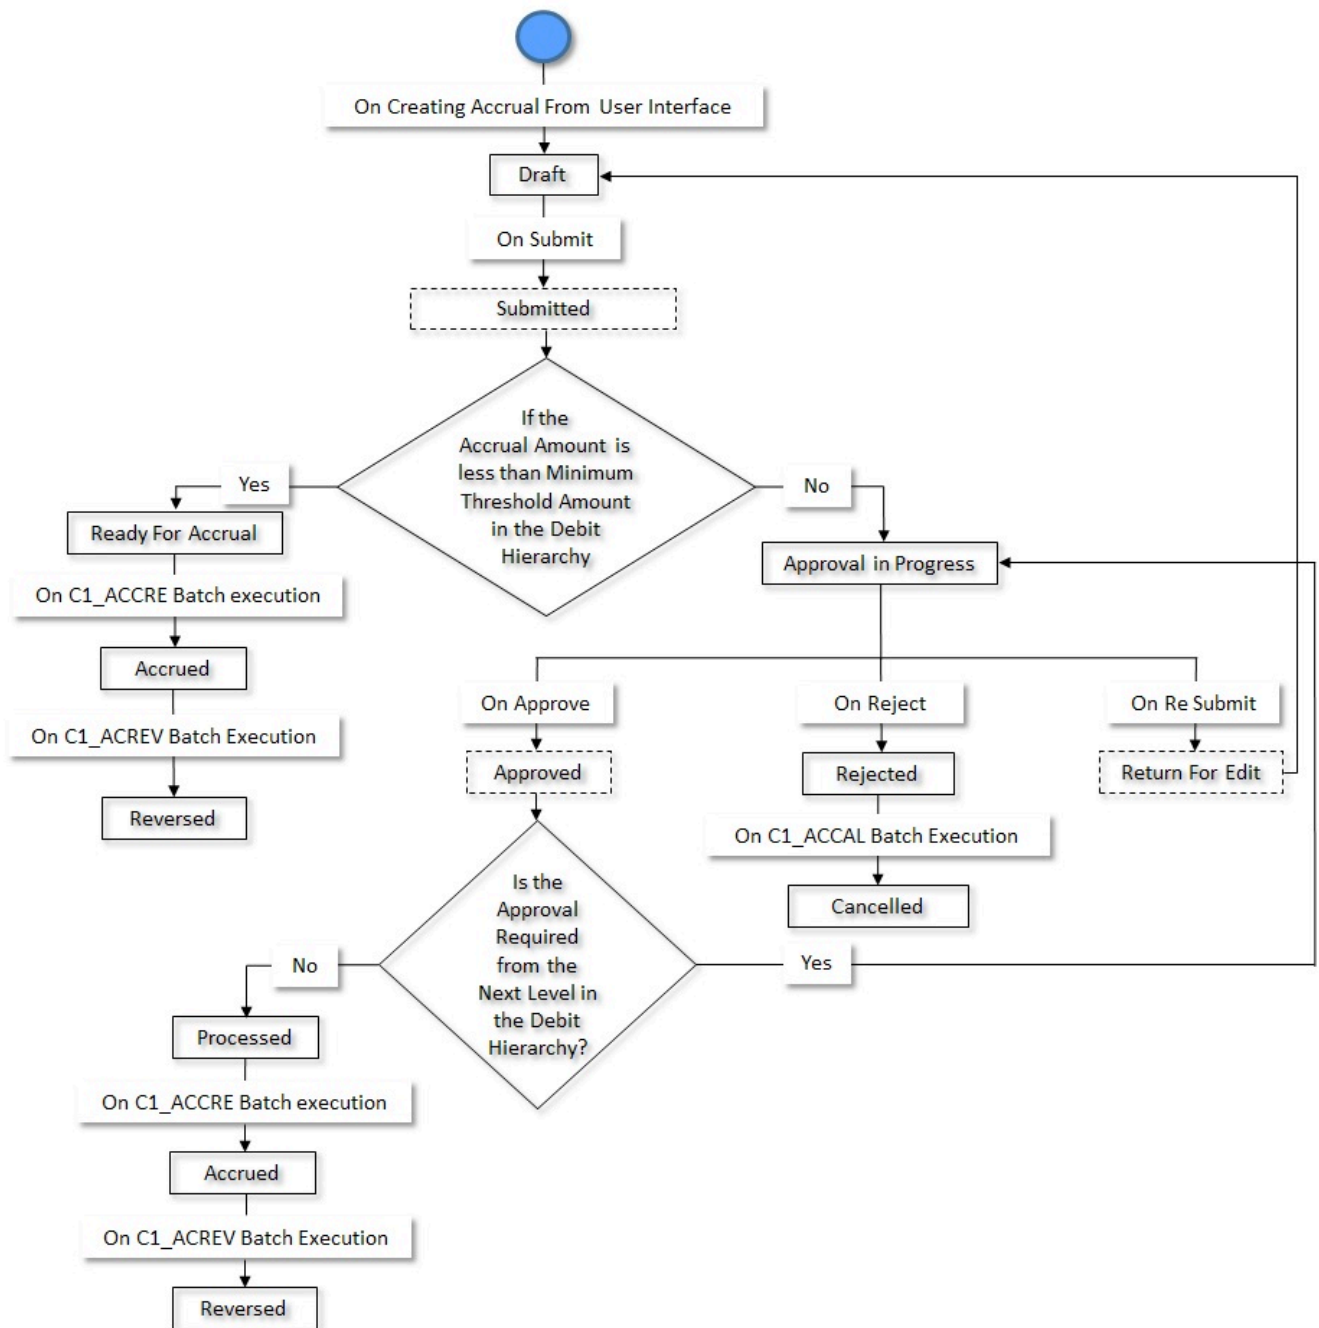 On Creating Accrual From User Interface
Draft
On Submit
Submitted
If the
Accrual Amount is
less than Minimum
Threshold Amount
in the Debit
Hierarchy
Yes
No
Ready For Accrual
Approval in Progress
On C1_ACCRE Batch execution
Accrued
On C1_ACREV Batch Execution
Reversed
On Approve
On Reject
On Re Submit
Approved
Rejected
Return For Edit
On C1_ACCAL Batch Execution
Cancelled
Is the
Approval
Required
from the
Next Level in
the Debit
Hierarchy?
No
Yes
Processed
On C1_ACCRE Batch execution
Accrued
On C1_ACREV Batch Execution
Reversed